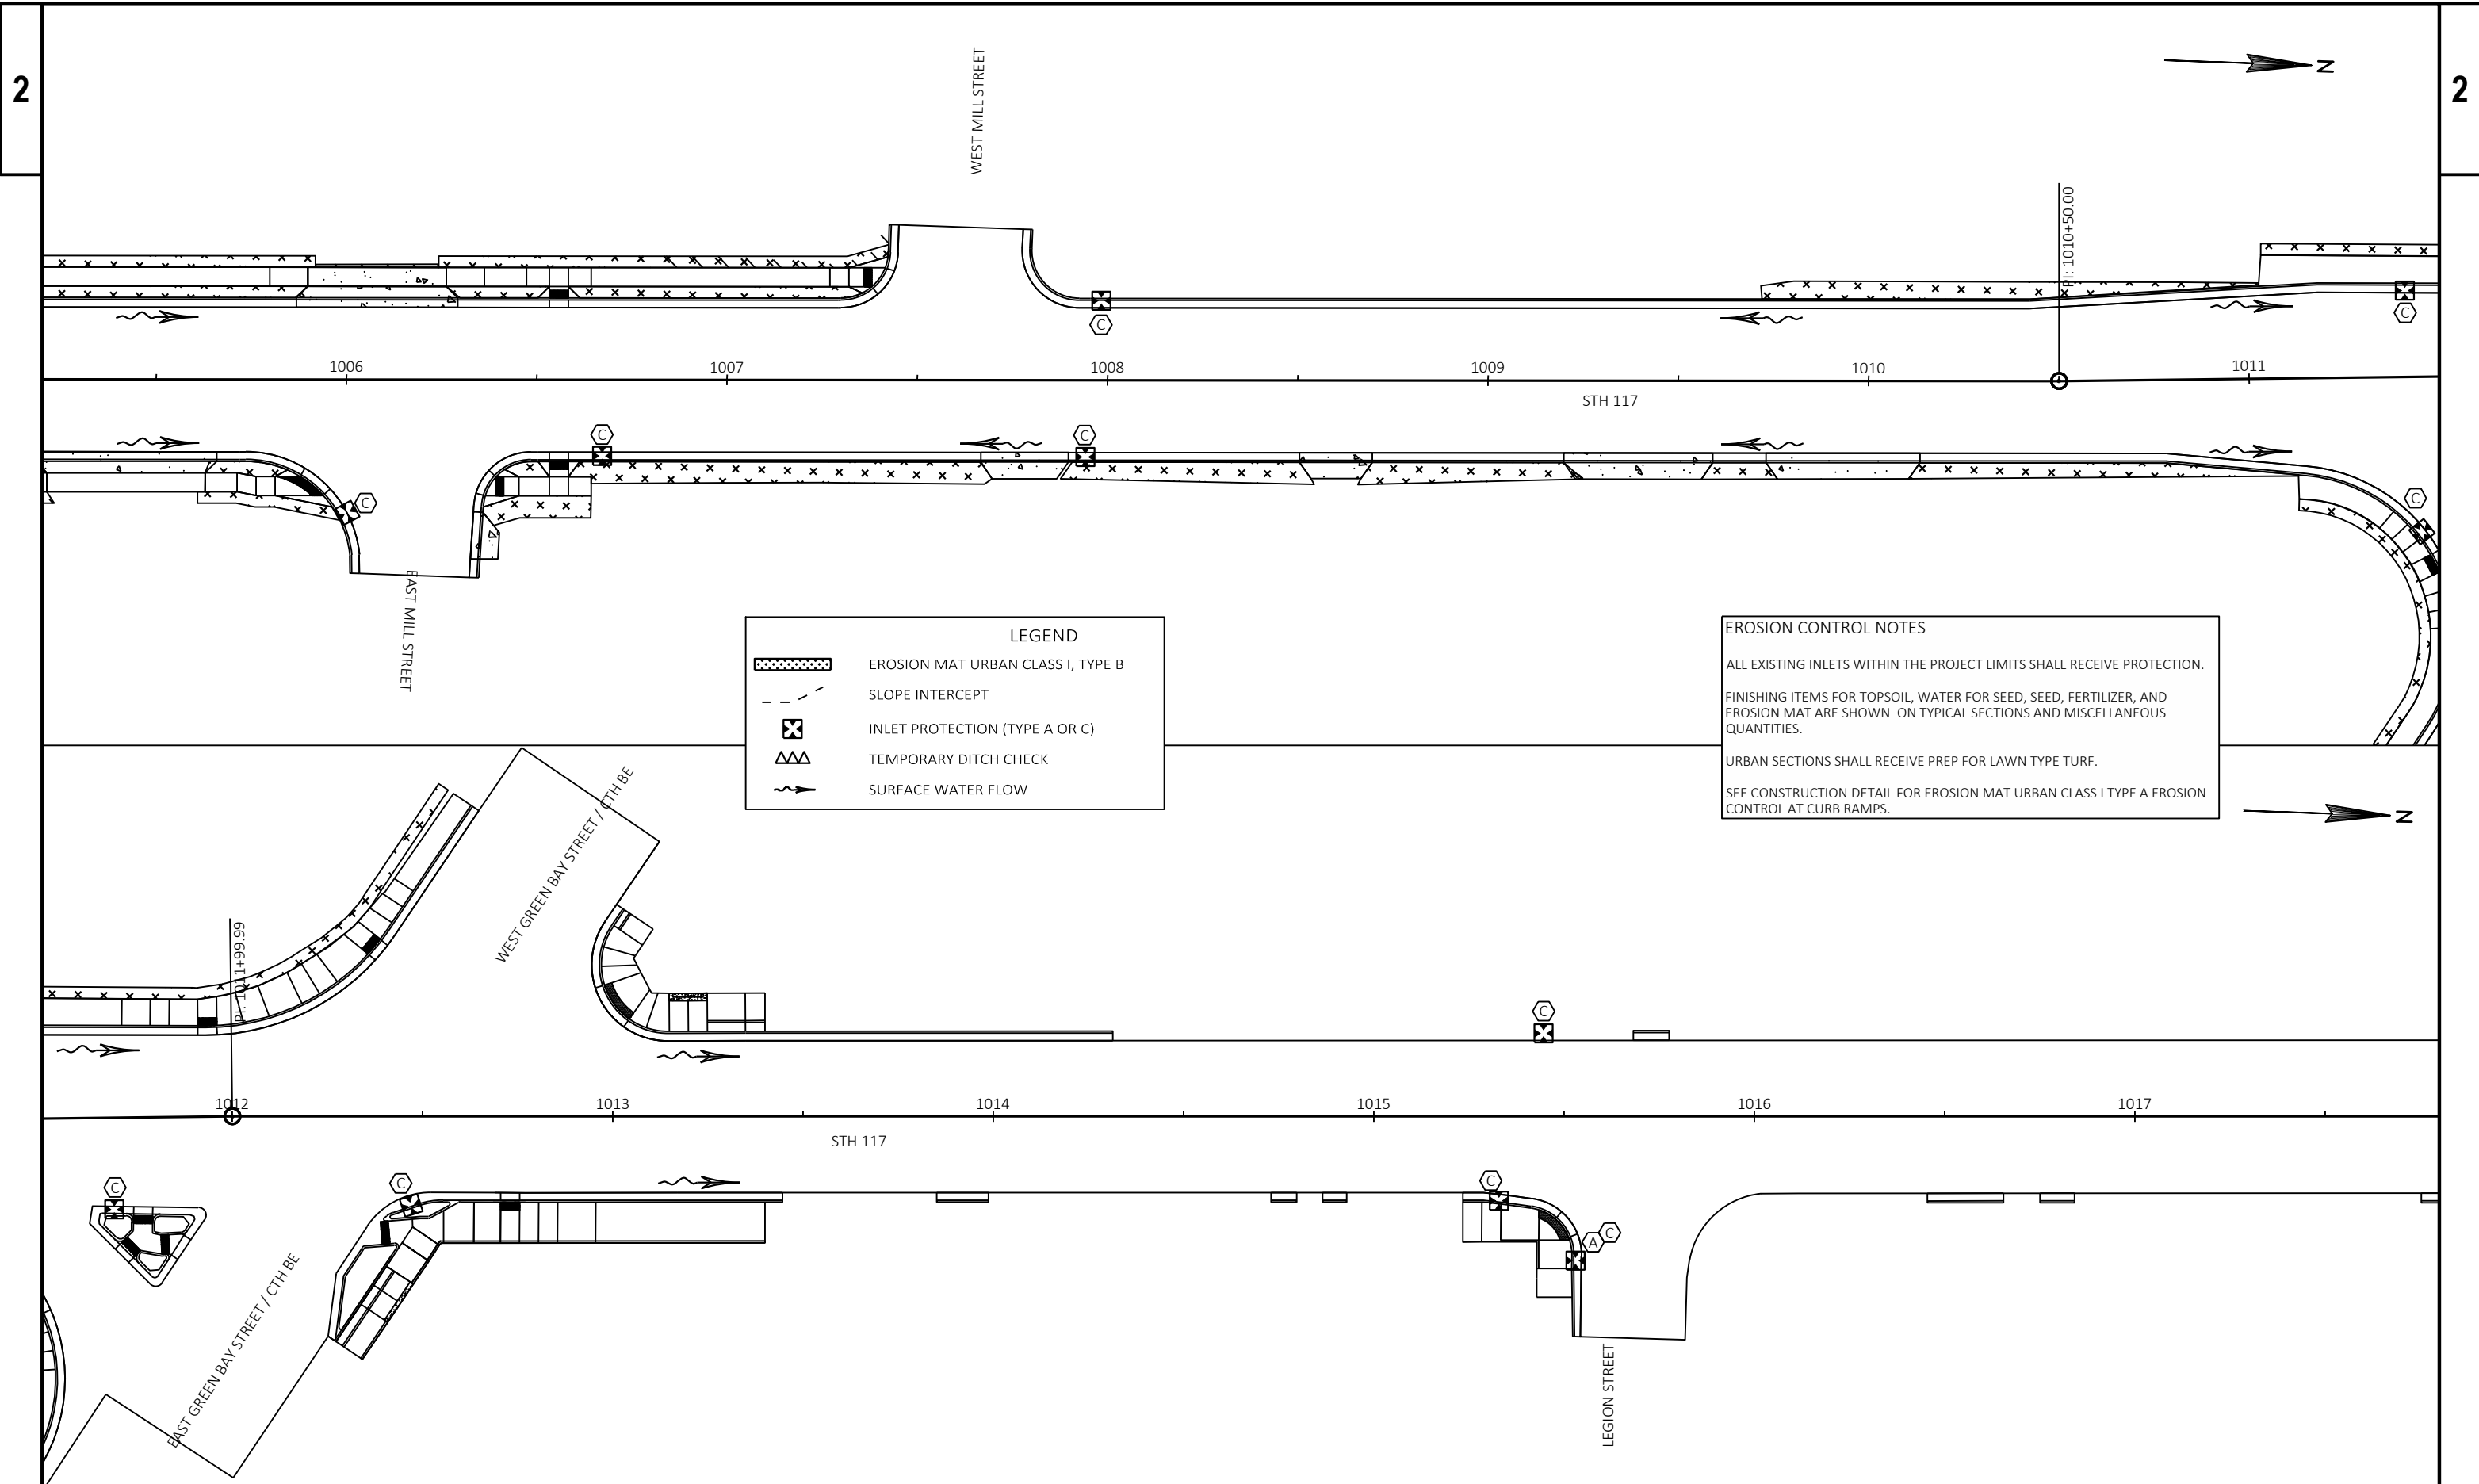 2
2
WEST MILL STREET
N
PI: 1010+50.00
C
C
1006
1007
1008
1009
1010
1011
STH 117
C
C
C
C
EAST MILL STREET
LEGEND
EROSION MAT URBAN CLASS I, TYPE B
SLOPE INTERCEPT
INLET PROTECTION (TYPE A OR C)
TEMPORARY DITCH CHECK
SURFACE WATER FLOW
EROSION CONTROL NOTES
ALL EXISTING INLETS WITHIN THE PROJECT LIMITS SHALL RECEIVE PROTECTION.
FINISHING ITEMS FOR TOPSOIL, WATER FOR SEED, SEED, FERTILIZER, AND
EROSION MAT ARE SHOWN ON TYPICAL SECTIONS AND MISCELLANEOUS
QUANTITIES.
URBAN SECTIONS SHALL RECEIVE PREP FOR LAWN TYPE TURF.
SEE CONSTRUCTION DETAIL FOR EROSION MAT URBAN CLASS I TYPE A EROSION
CONTROL AT CURB RAMPS.
N
WEST GREEN BAY STREET / CTH BE
PI: 1011+99.99
C
1012
1013
1014
1015
1016
1017
STH 117
C
C
C
A
C
EAST GREEN BAY STREET / CTH BE
LEGION STREET